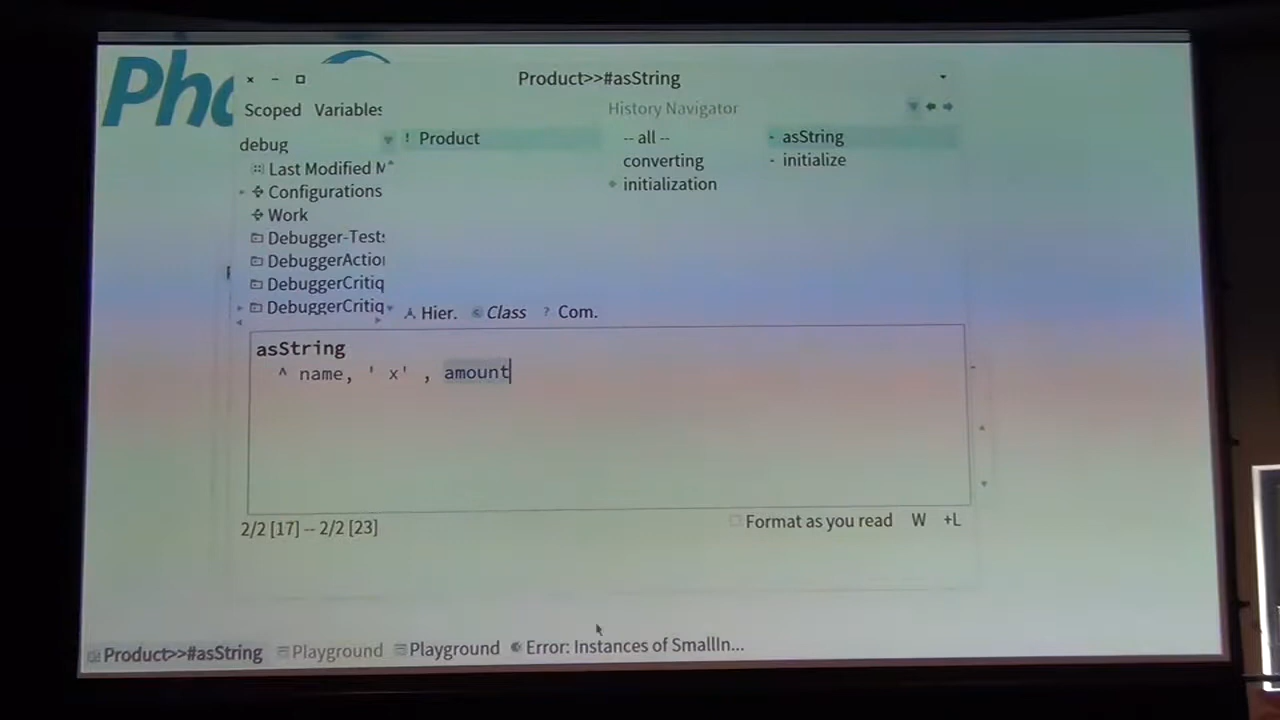 Pho
Product>>#asString
Scoped Variables
History Navigator
debug
! Product
-- all --
asString
Last Modified M
converting
initialize
Configurations
initialization
Work
Debugger-Tests
DebuggerActio
DebuggerCritiq
DebuggerCritiq
Hier. Class ? Com.
asString
^ name, ' x' , amount
2/2 [17] -- 2/2 [23]
Format as you read W +L
Product>>#asString Playground Playground Error: Instances of SmallIn...